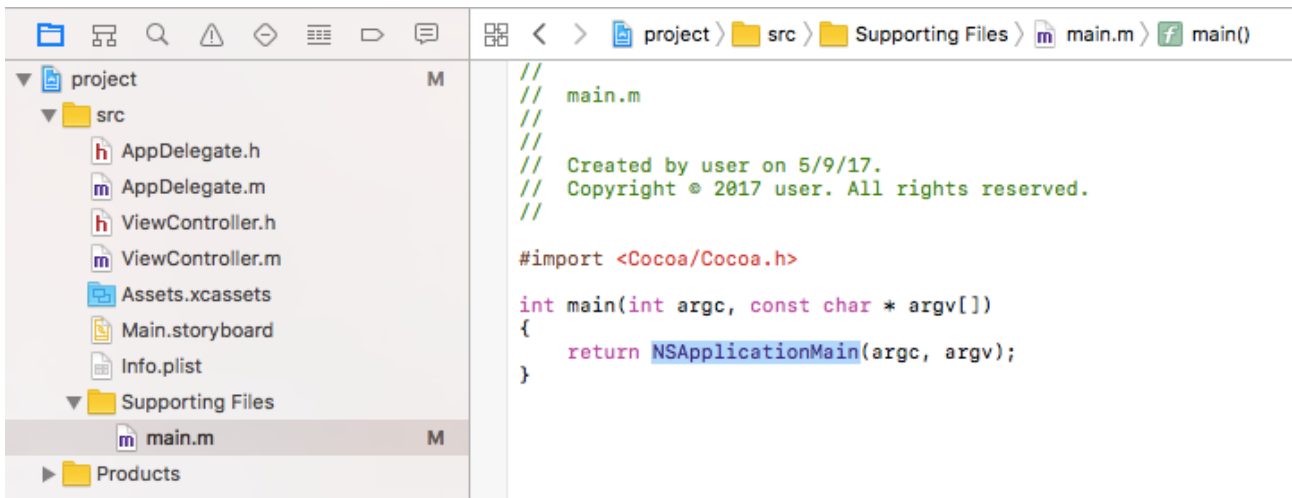 project 〉 src 〉 Supporting Files 〉 m main.m 〉 f main()
project M
src
h AppDelegate.h
m AppDelegate.m
h ViewController.h
m ViewController.m
Assets.xcassets
Main.storyboard
Info.plist
Supporting Files
m main.m M
Products
//
//  main.m
//
//
//  Created by user on 5/9/17.
//  Copyright © 2017 user. All rights reserved.
//
#import <Cocoa/Cocoa.h>
int main(int argc, const char * argv[])
{
    return NSApplicationMain(argc, argv);
}